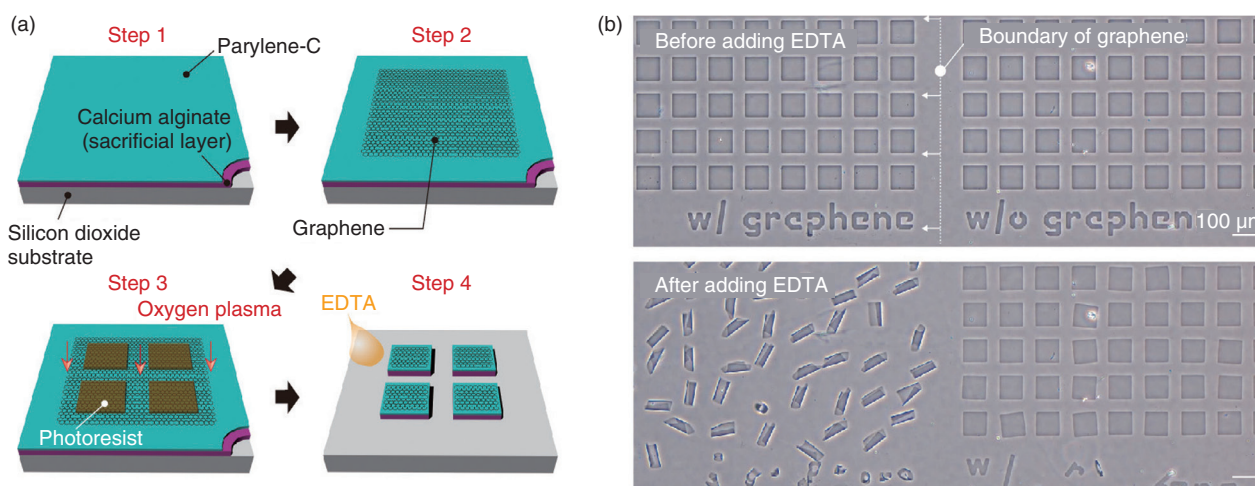 (a)
Step 1
Step 2
Parylene-C
Calcium alginate
(sacrificial layer)
Silicon dioxide
substrate
Graphene
Step 3
Oxygen plasma
Photoresist
Step 4
EDTA
(b)
Before adding EDTA
Boundary of graphene
w/ graphene
w/o graphen
100 µm
After adding EDTA
w/